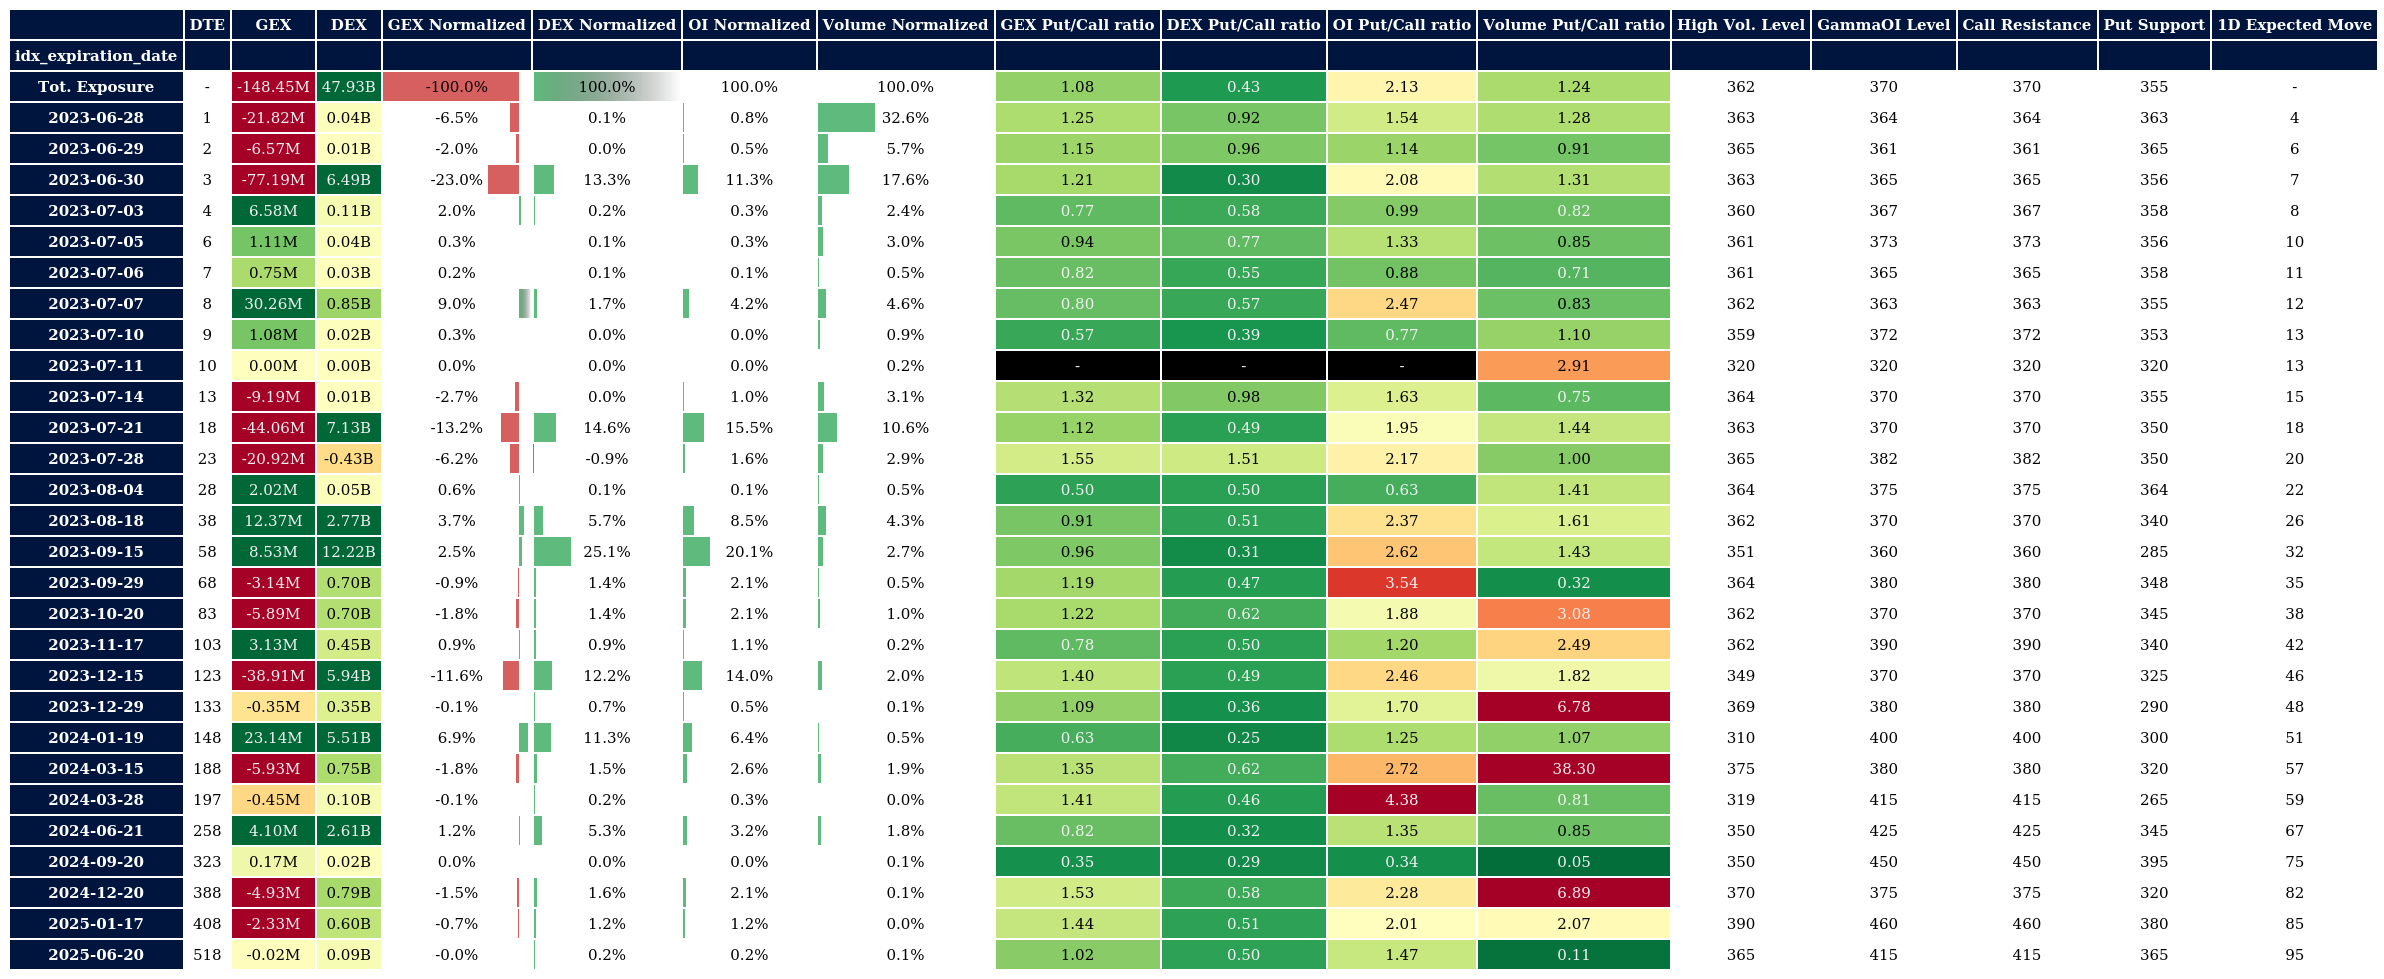 DTE GEX DEX GEX Normalized DEX Normalized OI Normalized Volume Normalized GEX Put/Call ratio DEX Put/Call ratio OI Put/Call ratio Volume Put/Call ratio High Vol. Level GammaOI Level Call Resistance Put Support 1D Expected Move
idx_expiration_date
Tot. Exposure - -148.45M 47.93B -100.0% 100.0% 100.0% 100.0% 1.08 0.43 2.13 1.24 362 370 370 355 -
2023-06-28 1 -21.82M 0.04B -6.5% 0.1% 0.8% 32.6% 1.25 0.92 1.54 1.28 363 364 364 363 4
2023-06-29 2 -6.57M 0.01B -2.0% 0.0% 0.5% 5.7% 1.15 0.96 1.14 0.91 365 361 361 365 6
2023-06-30 3 -77.19M 6.49B -23.0% 13.3% 11.3% 17.6% 1.21 0.30 2.08 1.31 363 365 365 356 7
2023-07-03 4 6.58M 0.11B 2.0% 0.2% 0.3% 2.4% 0.77 0.58 0.99 0.82 360 367 367 358 8
2023-07-05 6 1.11M 0.04B 0.3% 0.1% 0.3% 3.0% 0.94 0.77 1.33 0.85 361 373 373 356 10
2023-07-06 7 0.75M 0.03B 0.2% 0.1% 0.1% 0.5% 0.82 0.55 0.88 0.71 361 365 365 358 11
2023-07-07 8 30.26M 0.85B 9.0% 1.7% 4.2% 4.6% 0.80 0.57 2.47 0.83 362 363 363 355 12
2023-07-10 9 1.08M 0.02B 0.3% 0.0% 0.0% 0.9% 0.57 0.39 0.77 1.10 359 372 372 353 13
2023-07-11 10 0.00M 0.00B 0.0% 0.0% 0.0% 0.2% - - - 2.91 320 320 320 320 13
2023-07-14 13 -9.19M 0.01B -2.7% 0.0% 1.0% 3.1% 1.32 0.98 1.63 0.75 364 370 370 355 15
2023-07-21 18 -44.06M 7.13B -13.2% 14.6% 15.5% 10.6% 1.12 0.49 1.95 1.44 363 370 370 350 18
2023-07-28 23 -20.92M -0.43B -6.2% -0.9% 1.6% 2.9% 1.55 1.51 2.17 1.00 365 382 382 350 20
2023-08-04 28 2.02M 0.05B 0.6% 0.1% 0.1% 0.5% 0.50 0.50 0.63 1.41 364 375 375 364 22
2023-08-18 38 12.37M 2.77B 3.7% 5.7% 8.5% 4.3% 0.91 0.51 2.37 1.61 362 370 370 340 26
2023-09-15 58 8.53M 12.22B 2.5% 25.1% 20.1% 2.7% 0.96 0.31 2.62 1.43 351 360 360 285 32
2023-09-29 68 -3.14M 0.70B -0.9% 1.4% 2.1% 0.5% 1.19 0.47 3.54 0.32 364 380 380 348 35
2023-10-20 83 -5.89M 0.70B -1.8% 1.4% 2.1% 1.0% 1.22 0.62 1.88 3.08 362 370 370 345 38
2023-11-17 103 3.13M 0.45B 0.9% 0.9% 1.1% 0.2% 0.78 0.50 1.20 2.49 362 390 390 340 42
2023-12-15 123 -38.91M 5.94B -11.6% 12.2% 14.0% 2.0% 1.40 0.49 2.46 1.82 349 370 370 325 46
2023-12-29 133 -0.35M 0.35B -0.1% 0.7% 0.5% 0.1% 1.09 0.36 1.70 6.78 369 380 380 290 48
2024-01-19 148 23.14M 5.51B 6.9% 11.3% 6.4% 0.5% 0.63 0.25 1.25 1.07 310 400 400 300 51
2024-03-15 188 -5.93M 0.75B -1.8% 1.5% 2.6% 1.9% 1.35 0.62 2.72 38.30 375 380 380 320 57
2024-03-28 197 -0.45M 0.10B -0.1% 0.2% 0.3% 0.0% 1.41 0.46 4.38 0.81 319 415 415 265 59
2024-06-21 258 4.10M 2.61B 1.2% 5.3% 3.2% 1.8% 0.82 0.32 1.35 0.85 350 425 425 345 67
2024-09-20 323 0.17M 0.02B 0.0% 0.0% 0.0% 0.1% 0.35 0.29 0.34 0.05 350 450 450 395 75
2024-12-20 388 -4.93M 0.79B -1.5% 1.6% 2.1% 0.1% 1.53 0.58 2.28 6.89 370 375 375 320 82
2025-01-17 408 -2.33M 0.60B -0.7% 1.2% 1.2% 0.0% 1.44 0.51 2.01 2.07 390 460 460 380 85
2025-06-20 518 -0.02M 0.09B -0.0% 0.2% 0.2% 0.1% 1.02 0.50 1.47 0.11 365 415 415 365 95